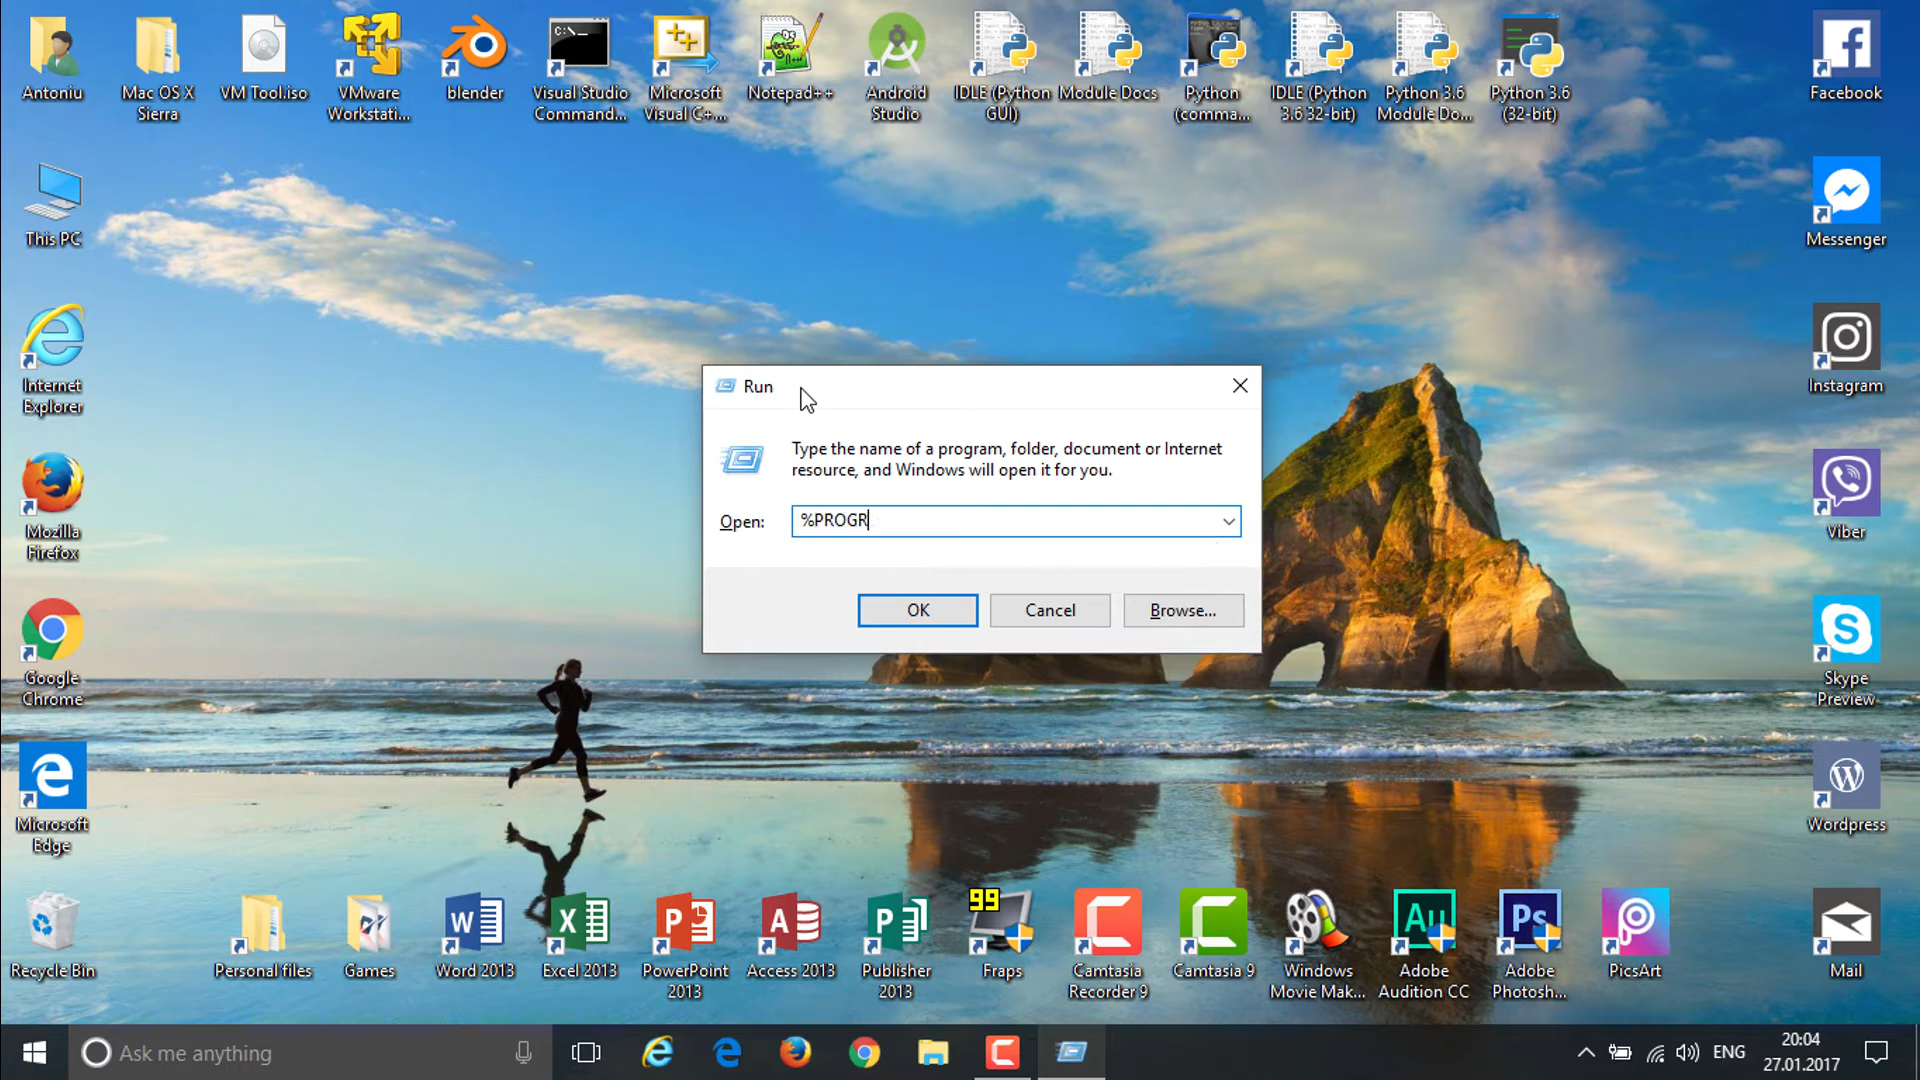 Antoniu
Mac OS X
Sierra
VM Tool.iso
VMware
Workstati...
blender
C:\_
Visual Studio
Command...
Microsoft
Visual C+...
Notepad++
Android
Studio
IDLE (Python
GUI)
Module Docs
Python
(comma...
IDLE (Python
3.6 32-bit)
Python 3.6
Module Do...
Python 3.6
(32-bit)
Facebook
This PC
Messenger
Internet
Explorer
Instagram
Run
Type the name of a program, folder, document or Internet
resource, and Windows will open it for you.
Open:
%PROGR
OK
Cancel
Browse...
Mozilla
Firefox
Viber
Google
Chrome
Skype
Preview
Microsoft
Edge
Wordpress
Recycle Bin
Personal files
Games
Word 2013
Excel 2013
PowerPoint
2013
Access 2013
Publisher
2013
99
Fraps
Camtasia
Recorder 9
Camtasia 9
Windows
Movie Mak...
Au
Adobe
Audition CC
Ps
Adobe
Photosh...
PicsArt
Mail
Ask me anything
ENG
20:04
27.01.2017